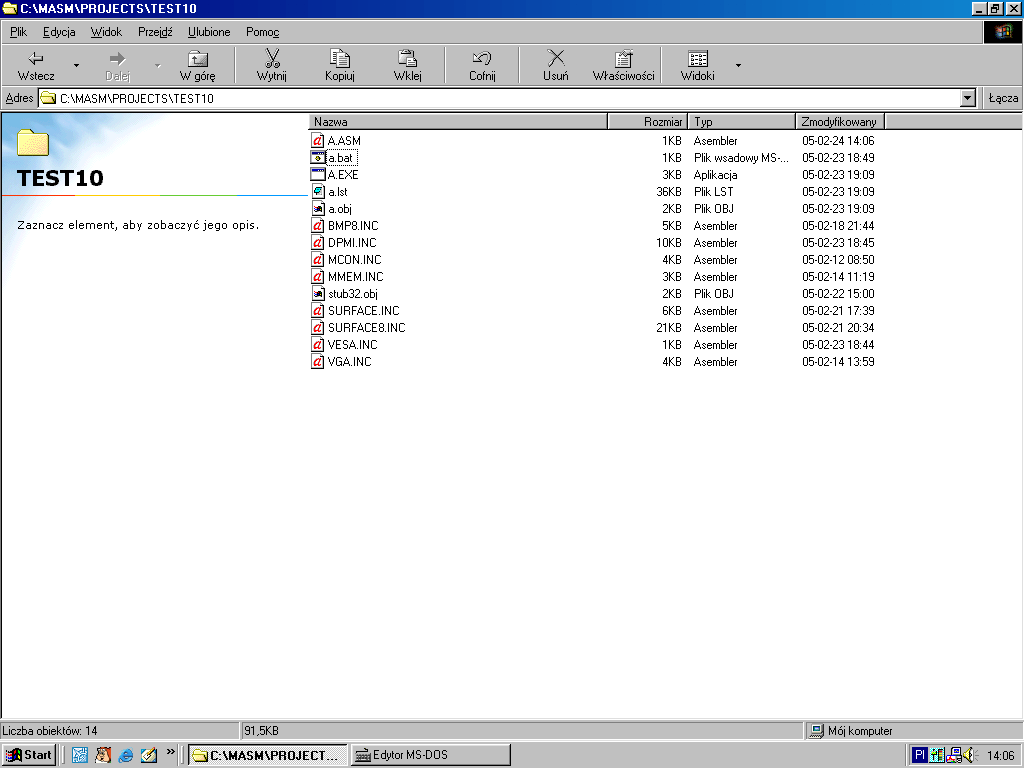 C:\MASM\PROJECTS\TEST10
Plik Edycja Widok Przejdź Ulubione Pomoc
Wstecz Dalej W górę Wytnij Kopiuj Wklej Cofnij Usuń Właściwości Widoki
Adres C:\MASM\PROJECTS\TEST10 Łącza
TEST10
Zaznacz element, aby zobaczyć jego opis.
Nazwa Rozmiar Typ Zmodyfikowany
A.ASM 1KB Asembler 05-02-24 14:06
a.bat 1KB Plik wsadowy MS-... 05-02-23 18:49
A.EXE 3KB Aplikacja 05-02-23 19:09
a.lst 36KB Plik LST 05-02-23 19:09
a.obj 2KB Plik OBJ 05-02-23 19:09
BMP8.INC 5KB Asembler 05-02-18 21:44
DPMI.INC 10KB Asembler 05-02-23 18:45
MCON.INC 4KB Asembler 05-02-12 08:50
MMEM.INC 3KB Asembler 05-02-14 11:19
stub32.obj 2KB Plik OBJ 05-02-22 15:00
SURFACE.INC 6KB Asembler 05-02-21 17:39
SURFACE8.INC 21KB Asembler 05-02-21 20:34
VESA.INC 1KB Asembler 05-02-23 18:44
VGA.INC 4KB Asembler 05-02-14 13:59
Liczba obiektów: 14 91,5KB Mój komputer
Start » C:\MASM\PROJECT... Edytor MS-DOS Pl 14:06